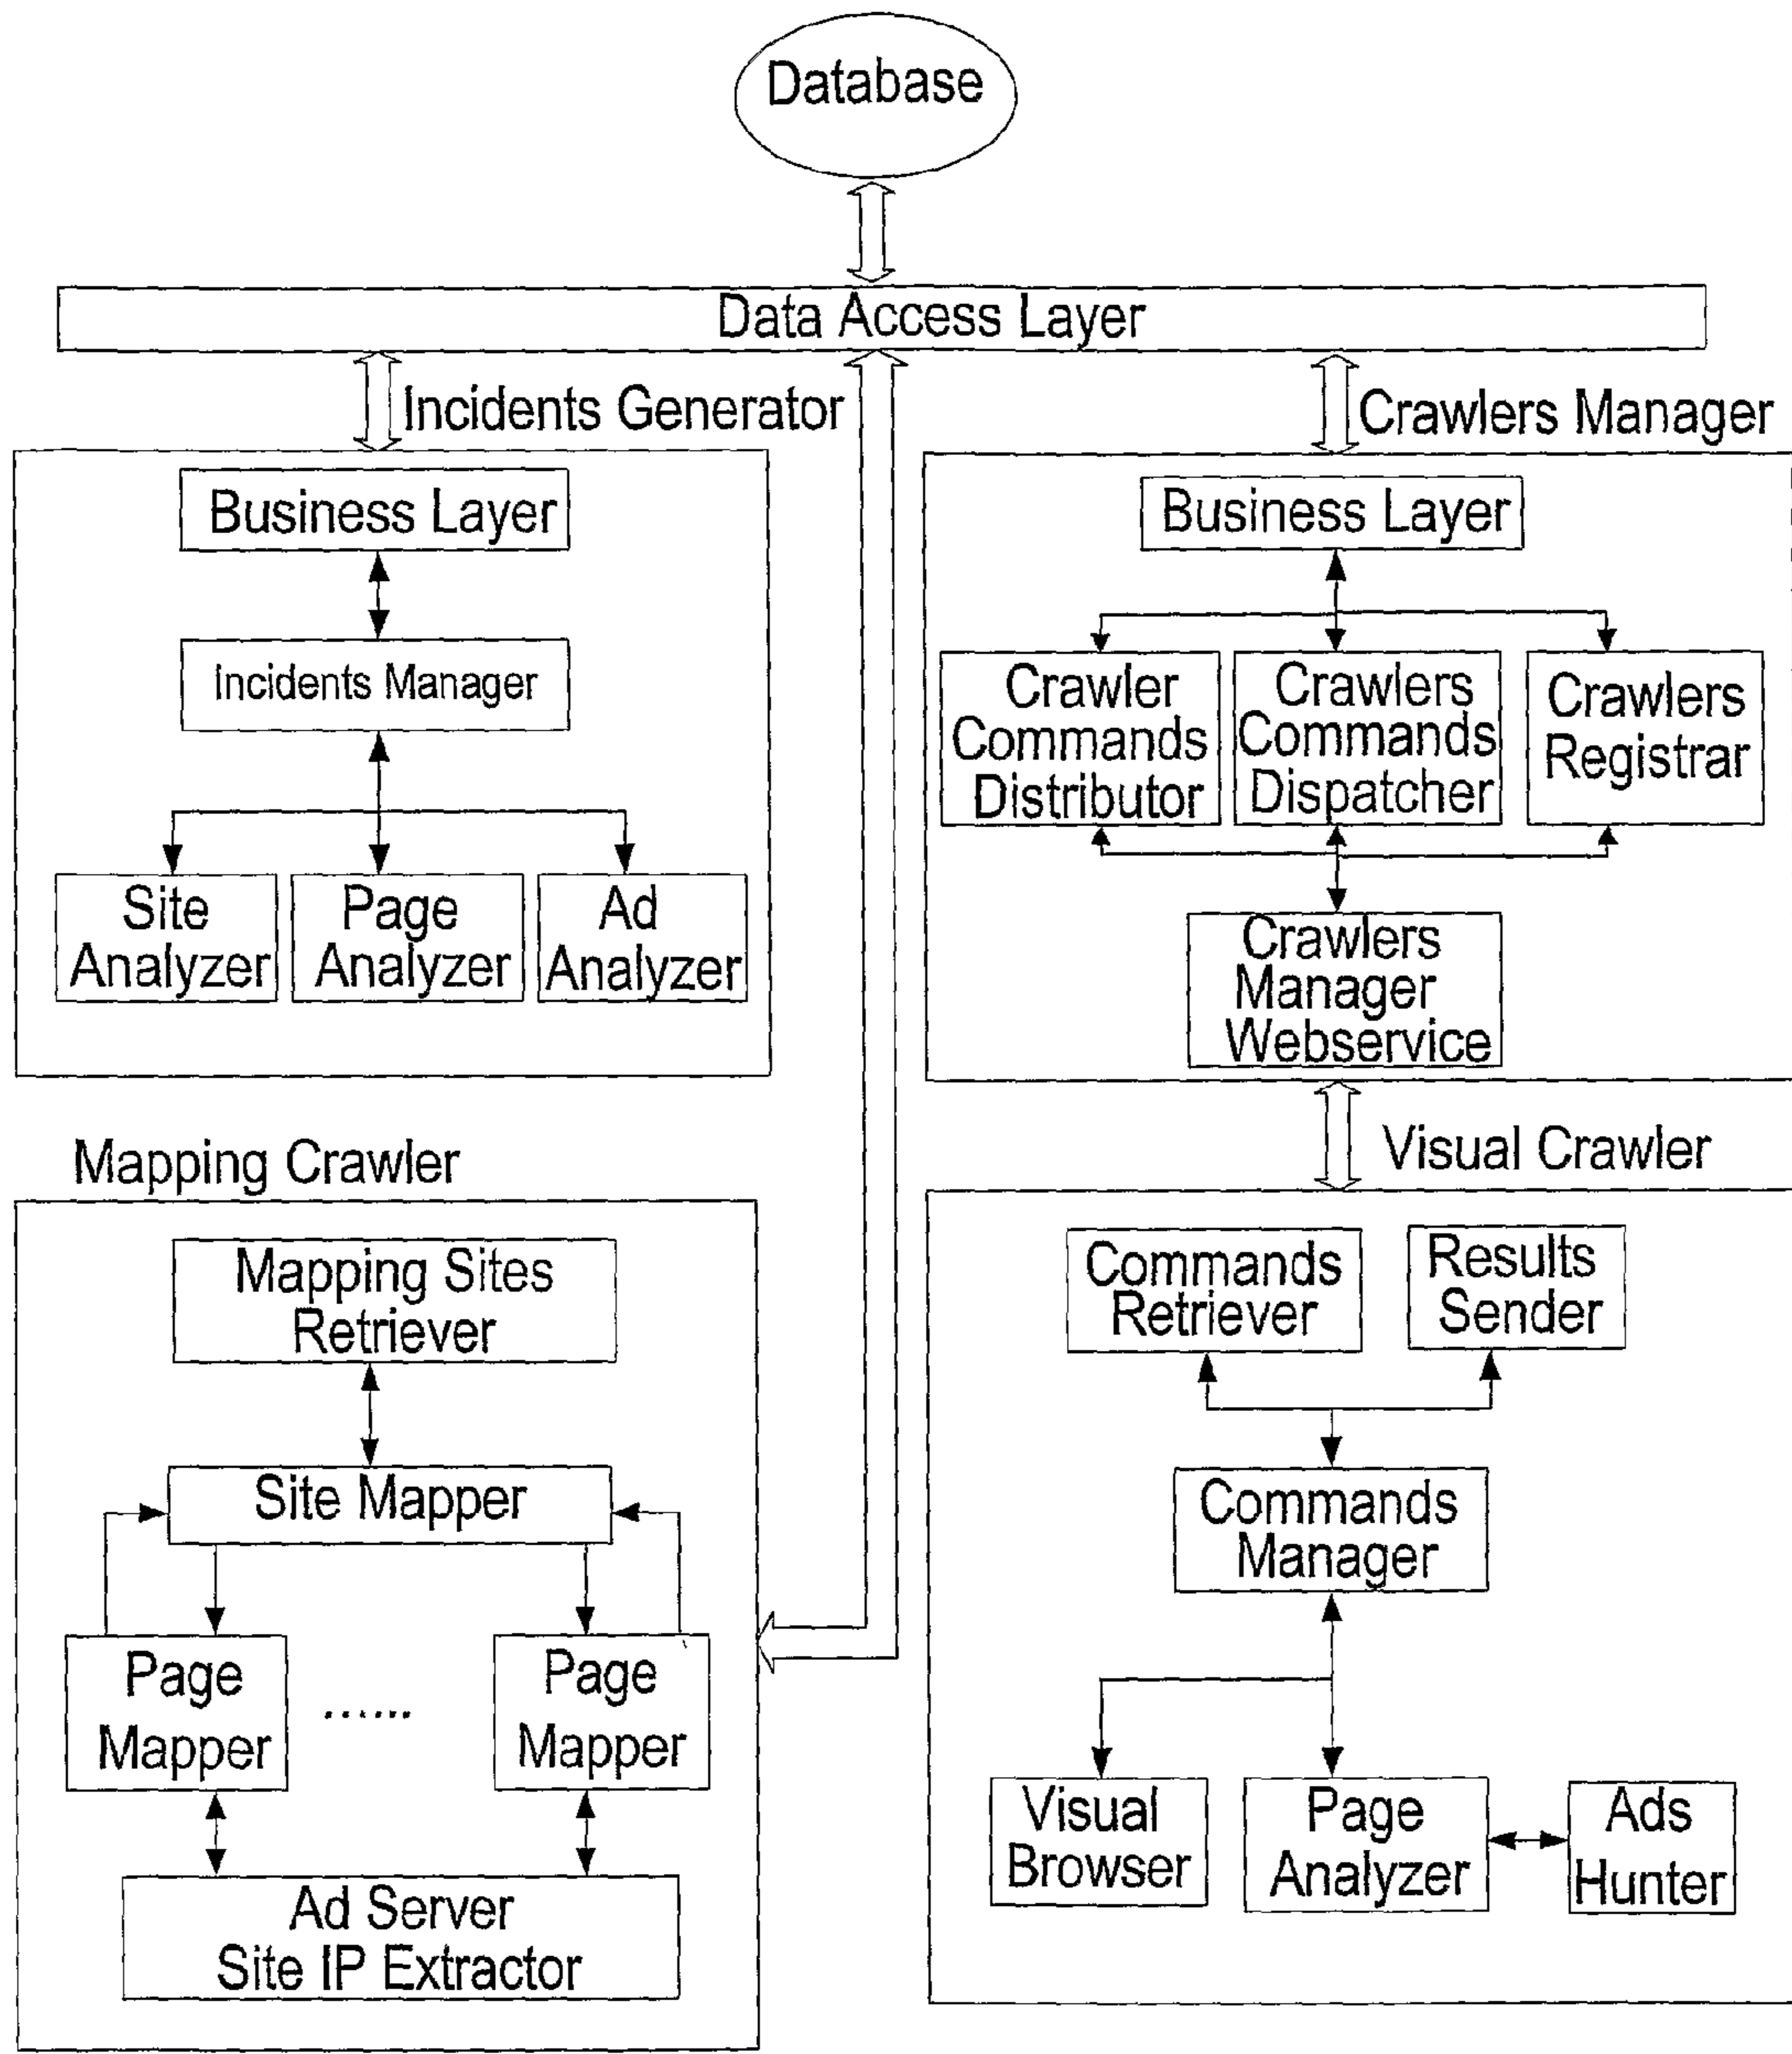 Database
Data Access Layer
Incidents Generator
Business Layer
Incidents Manager
Site
Analyzer
Page
Analyzer
Ad
Analyzer
Crawlers Manager
Business Layer
Crawler
Commands
Distributor
Crawlers
Commands
Dispatcher
Crawlers
Registrar
Crawlers
Manager
Webservice
Mapping Crawler
Mapping Sites
Retriever
Site Mapper
Page
Mapper
......
Page
Mapper
Ad Server
Site IP Extractor
Visual Crawler
Commands
Retriever
Results
Sender
Commands
Manager
Visual
Browser
Page
Analyzer
Ads
Hunter